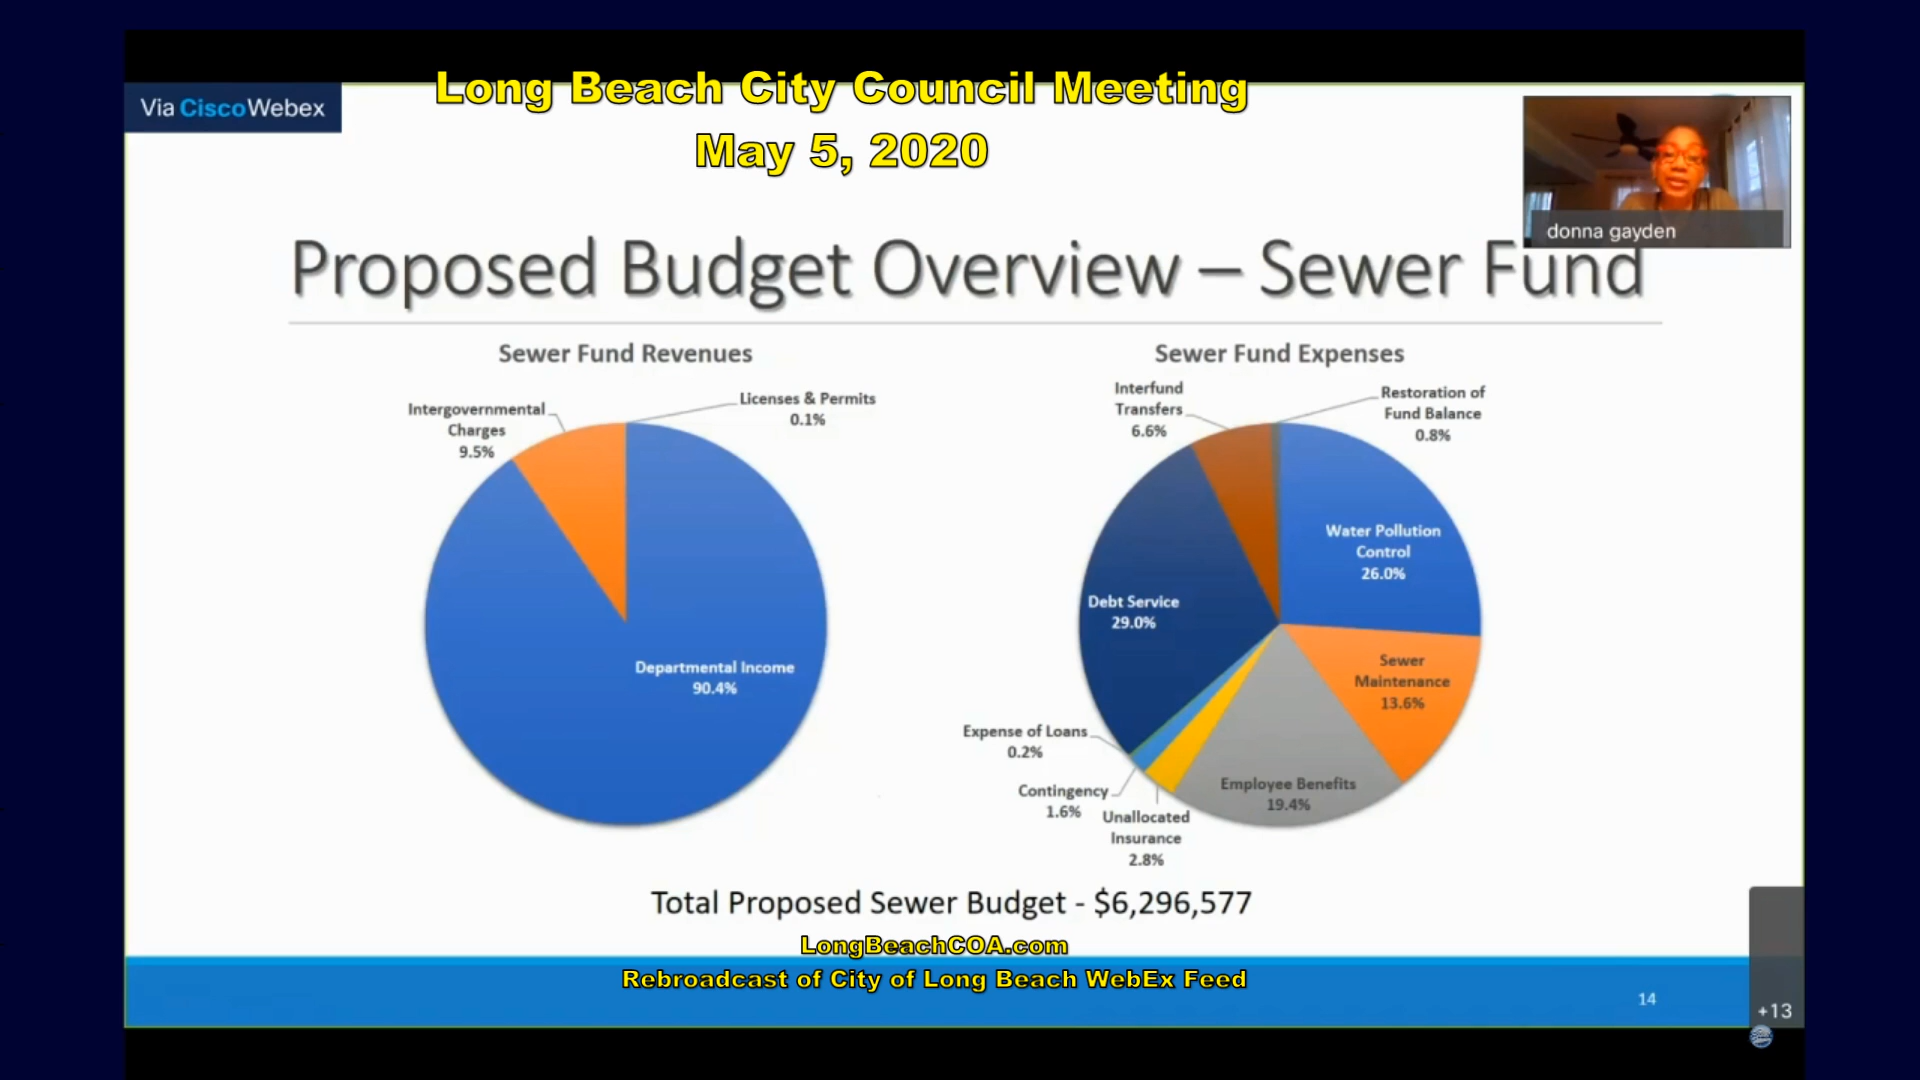 Long Beach City Council Meeting
May 5, 2020
Via CiscoWebex
donna gayden
Proposed Budget Overview – Sewer Fund
Sewer Fund Revenues
Intergovernmental
Charges
9.5%
Licenses & Permits
0.1%
Departmental Income
90.4%
Sewer Fund Expenses
Interfund
Transfers
6.6%
Restoration of
Fund Balance
0.8%
Water Pollution
Control
26.0%
Debt Service
29.0%
Sewer
Maintenance
13.6%
Expense of Loans
0.2%
Employee Benefits
19.4%
Contingency
1.6%
Unallocated
Insurance
2.8%
Total Proposed Sewer Budget - $6,296,577
LongBeachCOA.com
Rebroadcast of City of Long Beach WebEx Feed
14
+13